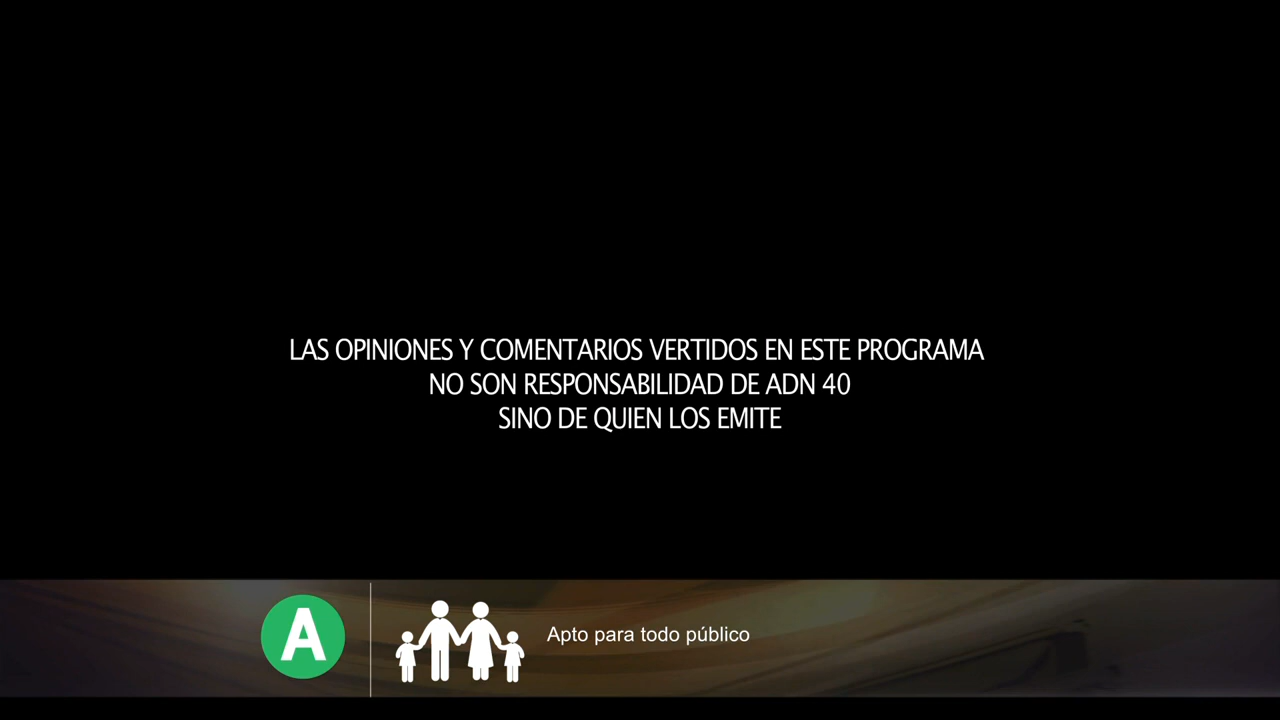 LAS OPINIONES Y COMENTARIOS VERTIDOS EN ESTE PROGRAMA
NO SON RESPONSABILIDAD DE ADN 40
SINO DE QUIEN LOS EMITE
A
Apto para todo público